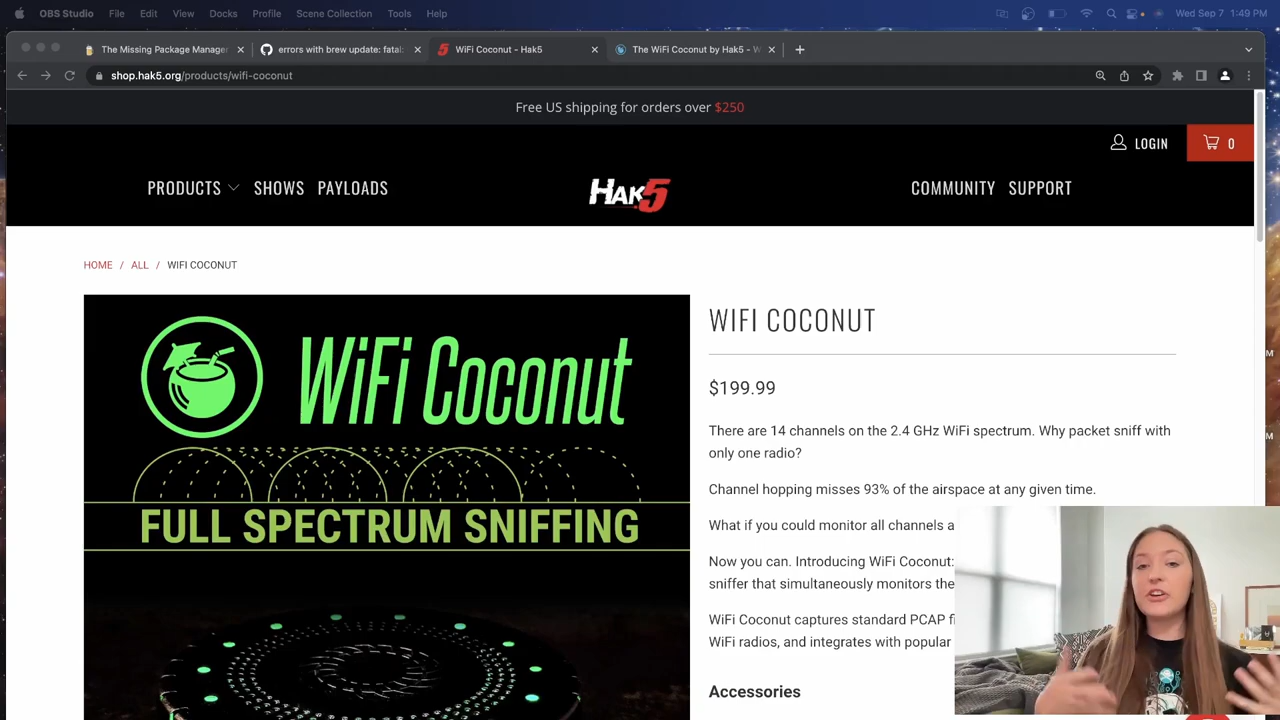 OBS Studio File Edit View Docks Profile Scene Collection Tools Help Wed Sep 7 1:49 PM
The Missing Package Manager errors with brew update: fatal: WiFi Coconut - Hak5 The WiFi Coconut by Hak5 - W
shop.hak5.org/products/wifi-coconut
Free US shipping for orders over $250
LOGIN 0
PRODUCTS SHOWS PAYLOADS HAK5 COMMUNITY SUPPORT
HOME / ALL / WIFI COCONUT
WiFi Coconut
FULL SPECTRUM SNIFFING
WIFI COCONUT
$199.99
There are 14 channels on the 2.4 GHz WiFi spectrum. Why packet sniff with
only one radio?
Channel hopping misses 93% of the airspace at any given time.
What if you could monitor all channels a
Now you can. Introducing WiFi Coconut:
sniffer that simultaneously monitors the
WiFi Coconut captures standard PCAP fi
WiFi radios, and integrates with popular
Accessories